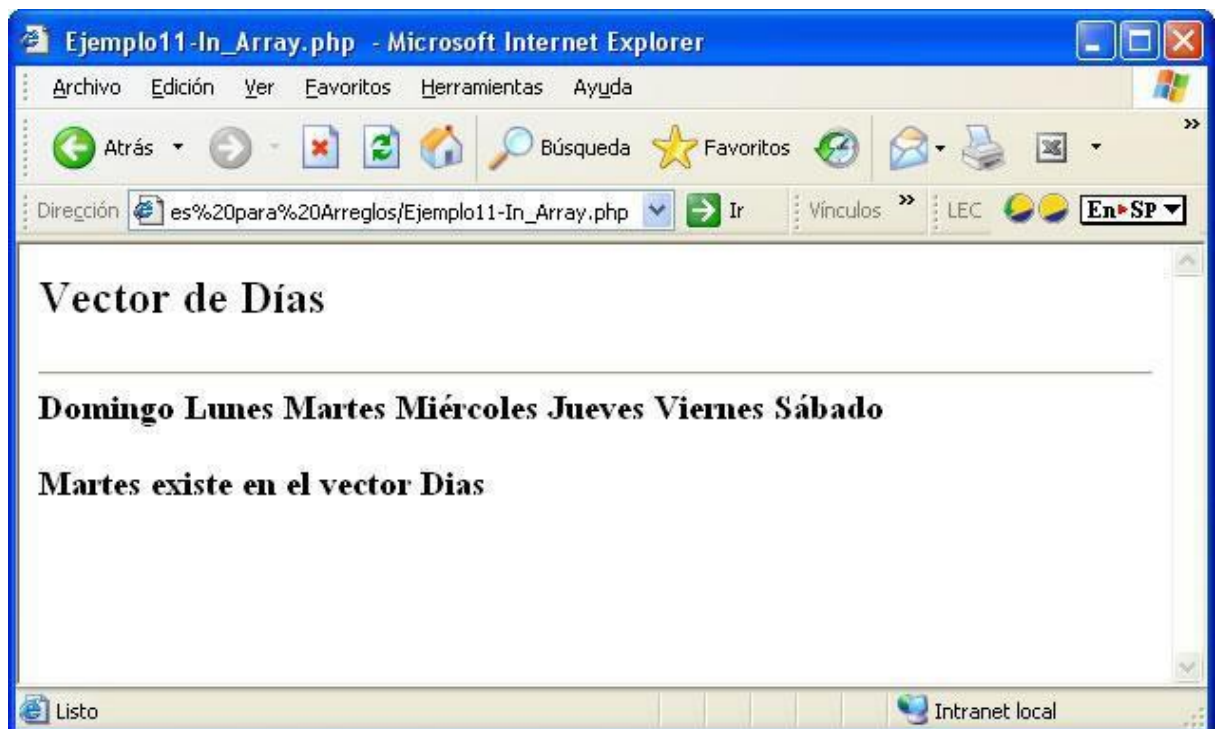 Ejemplo11-In_Array.php - Microsoft Internet Explorer
Archivo Edición Ver Favoritos Herramientas Ayuda
Atrás Búsqueda Favoritos »
Dirección es%20para%20Arreglos/Ejemplo11-In_Array.php Ir Vínculos » LEC En▸SP
Vector de Días
Domingo Lunes Martes Miércoles Jueves Viernes Sábado
Martes existe en el vector Dias
Listo Intranet local